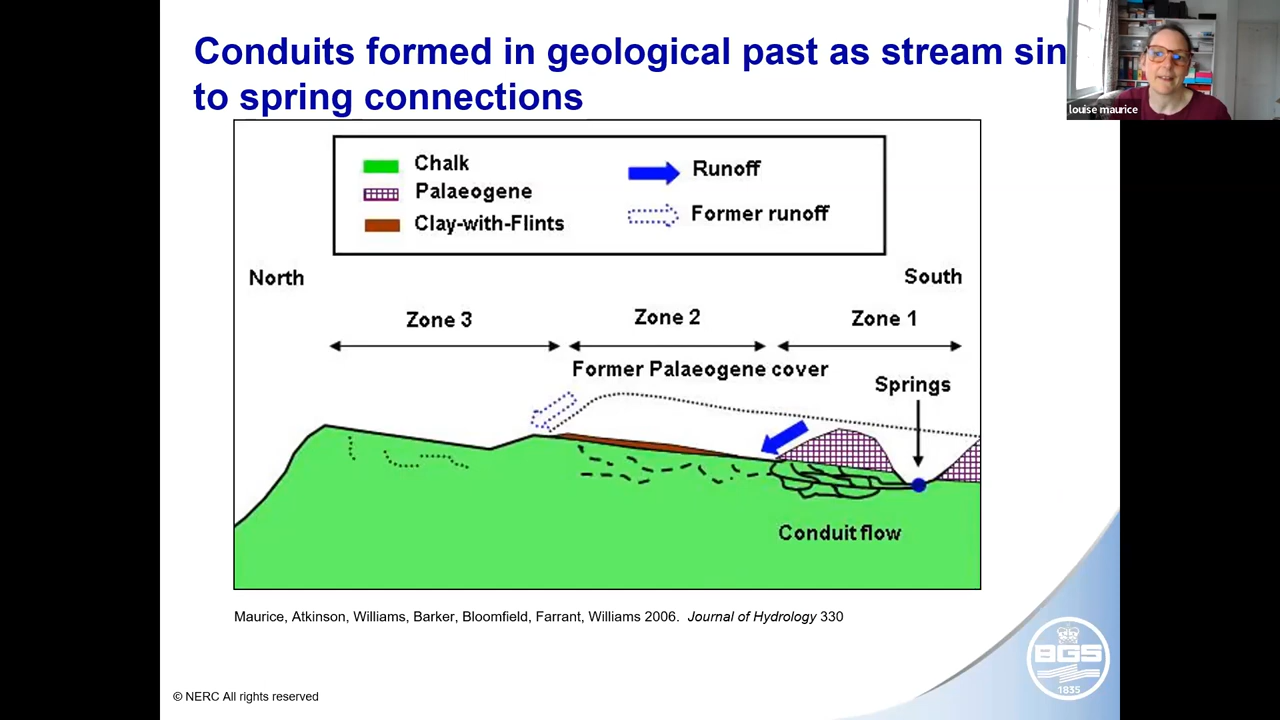 Conduits formed in geological past as stream sin
to spring connections
louise maurice
Chalk
Palaeogene
Clay-with-Flints
Runoff
Former runoff
North
South
Zone 3
Zone 2
Zone 1
Former Palaeogene cover
Springs
Conduit flow
Maurice, Atkinson, Williams, Barker, Bloomfield, Farrant, Williams 2006. Journal of Hydrology 330
BGS
1835
© NERC All rights reserved